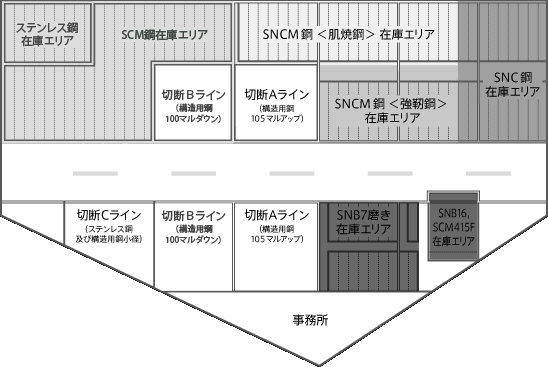 ステンレス鋼
在庫エリア
SCM鋼在庫エリア
SNCM 鋼 ＜肌焼鋼＞ 在庫エリア
SNC 鋼
在庫エリア
切断Bライン
(構造用鋼
100マルダウン)
切断Aライン
(構造用鋼
105マルアップ)
SNCM 鋼 ＜強靭鋼＞
在庫エリア
切断Cライン
(ステンレス鋼
及び構造用鋼小径)
切断Bライン
(構造用鋼
100マルダウン)
切断Aライン
(構造用鋼
105マルアップ)
SNB7磨き
在庫エリア
SNB16,
SCM415F
在庫エリア
事務所